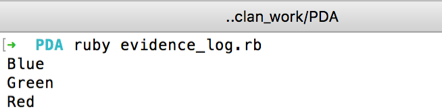 ..clan_work/PDA
[➜ PDA ruby evidence_log.rb
Blue
Green
Red